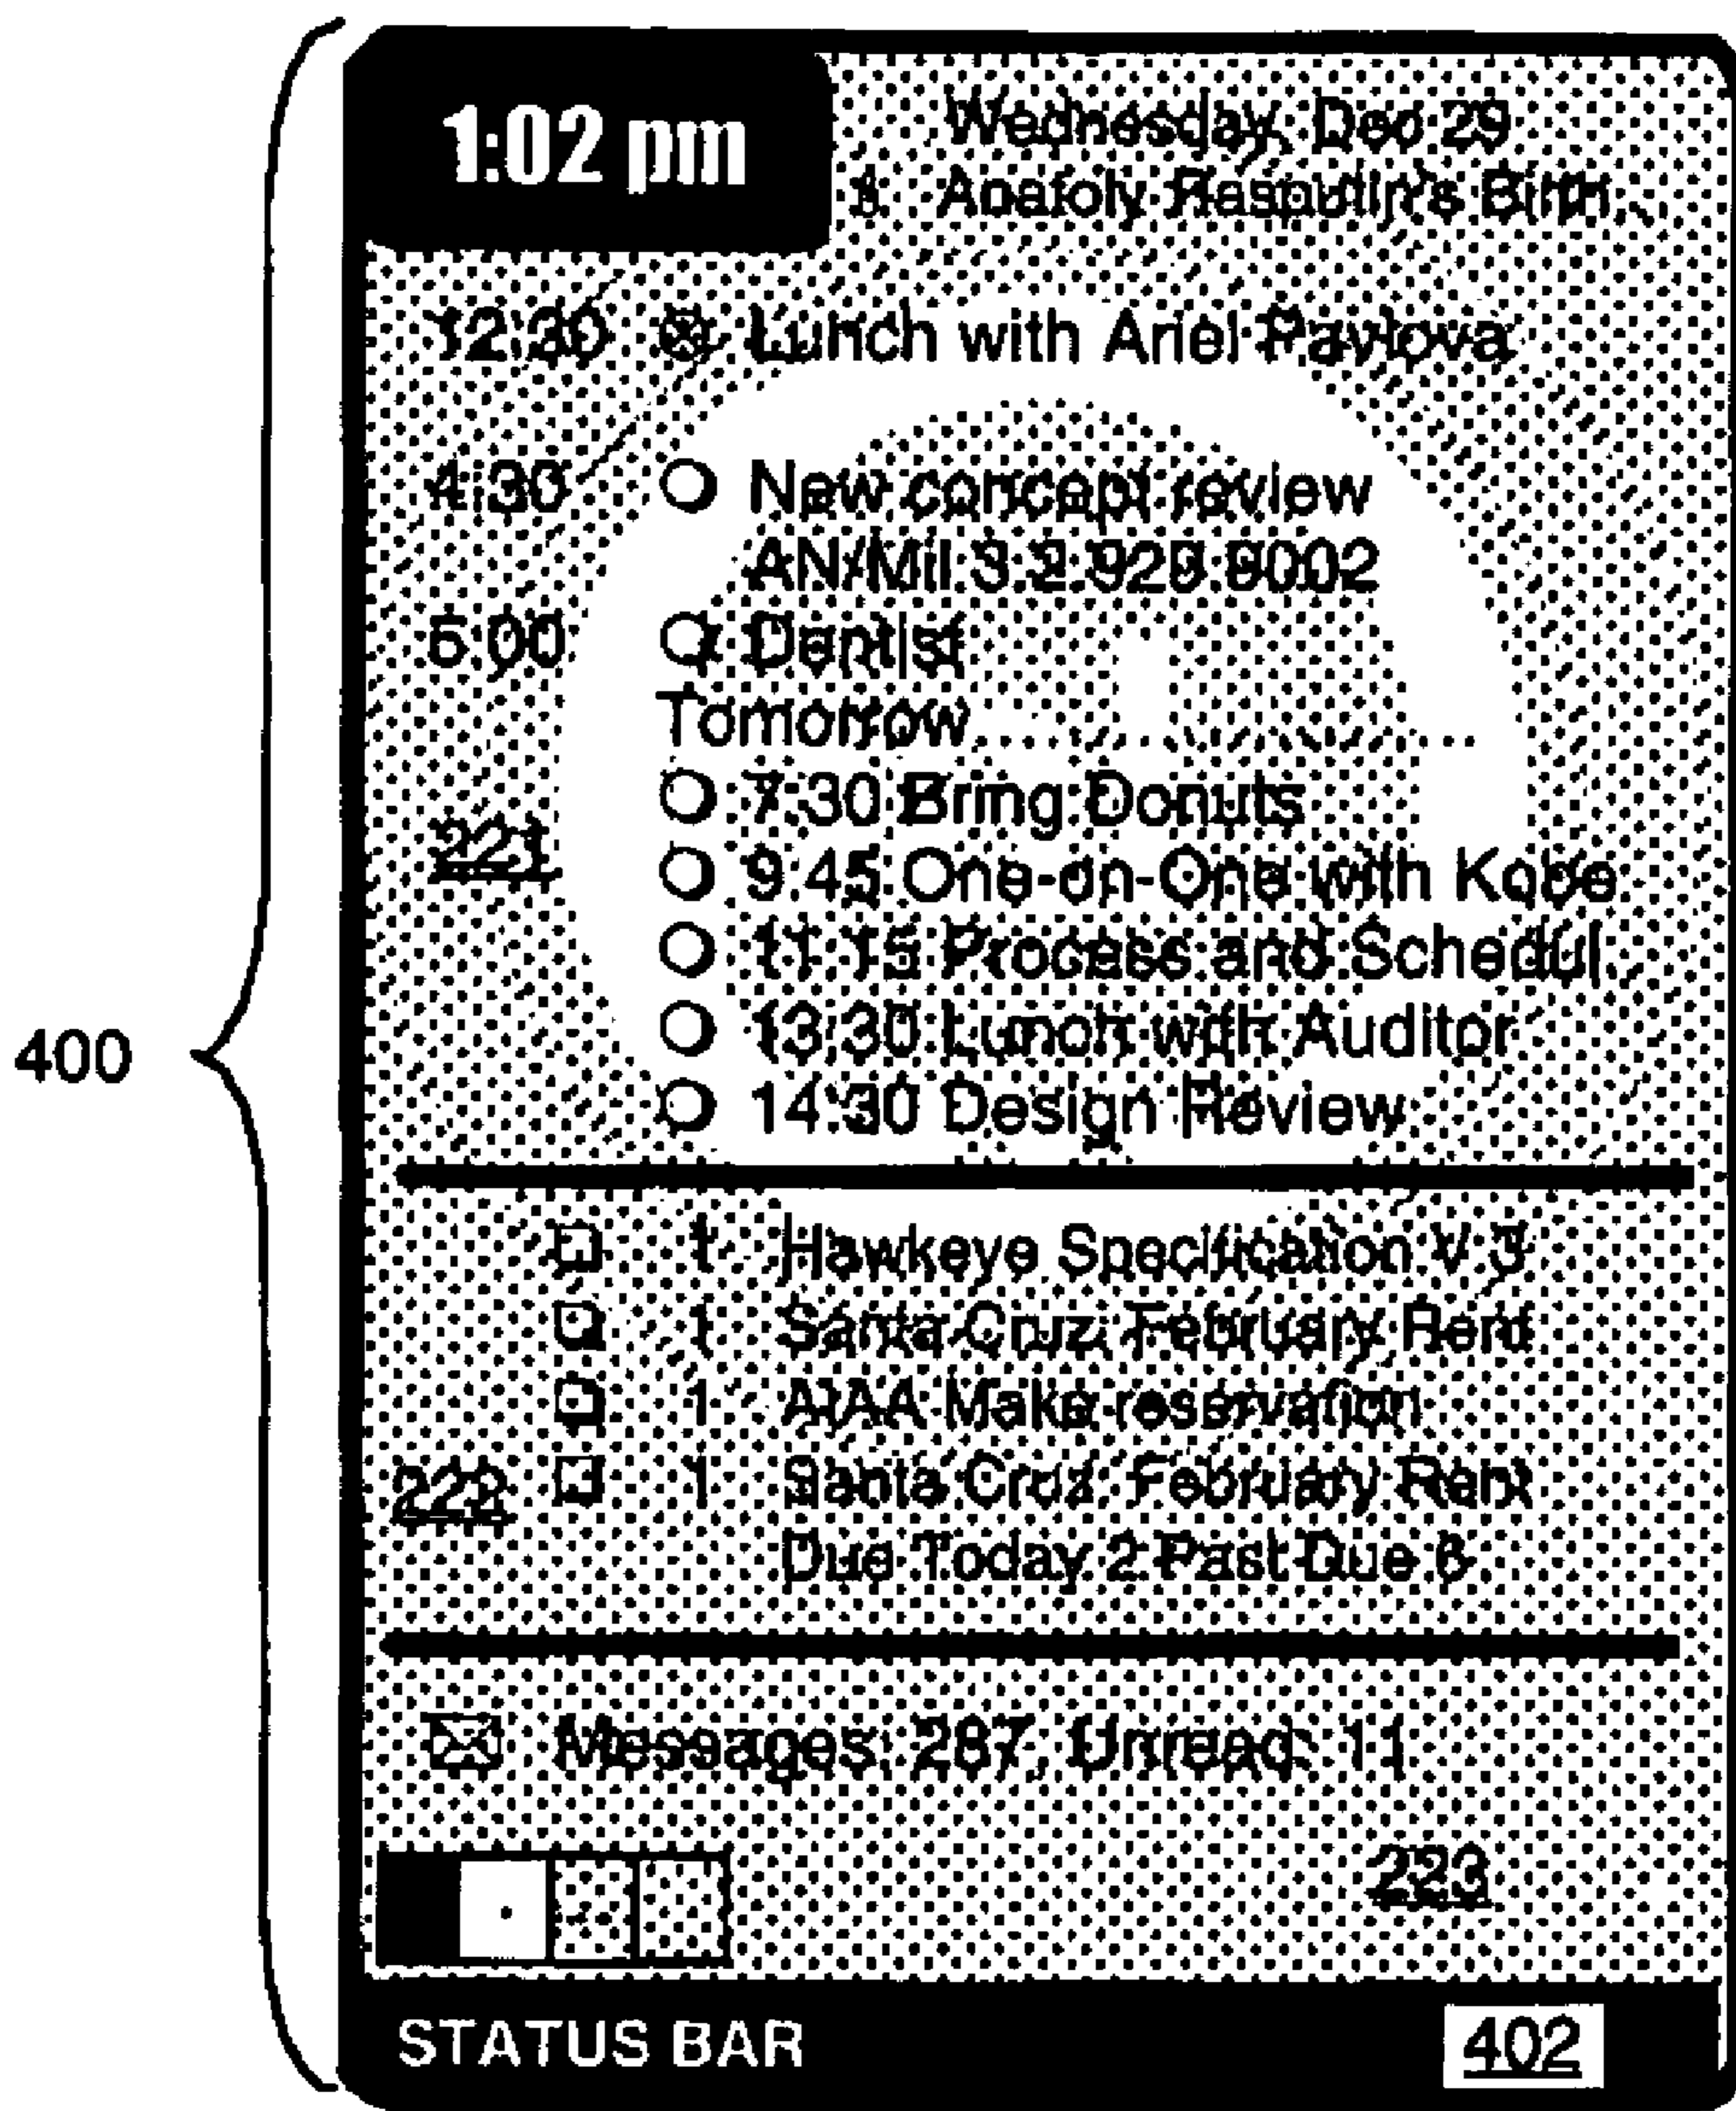 1:02 pm
Wednesday, Dec 29
Anatoly Rasputin's Birth
12:30 Lunch with Ariel Pavlova
4:30 New concept review
AN/Mil.3.2.925.9002
5:00 Dentist
Tomorrow
7:30 Bring Donuts
221
9:45 One-on-One with Kobe
11:15 Process and Schedul
400
13:30 Lunch with Auditor
14:30 Design Review
1 Hawkeye Specification V 3
1 Santa Cruz: February Rent
1 AIAA Make reservation
222 1 Santa Cruz: February Rent
Due Today 2 Past Due 6
Messages: 287, Unread: 11
223
STATUS BAR 402